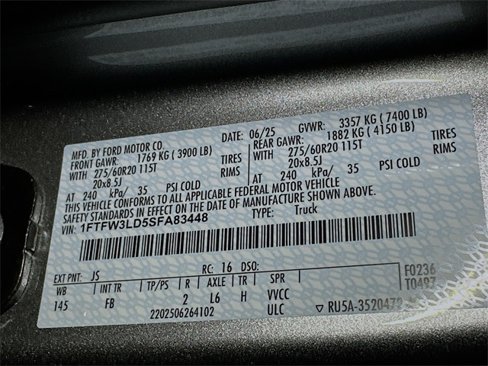 MFD. BY FORD MOTOR CO.
DATE: 06/25 GVWR: 3357 KG ( 7400 LB)
FRONT GAWR: 1769 KG ( 3900 LB)
REAR GAWR: 1882 KG ( 4150 LB)
WITH 275/60R20 115T TIRES
WITH 275/60R20 115T TIRES
20x8.5J RIMS
20x8.5J RIMS
AT 240 kPa/ 35 PSI COLD
AT 240 kPa/ 35 PSI COLD
THIS VEHICLE CONFORMS TO ALL APPLICABLE FEDERAL MOTOR VEHICLE
SAFETY STANDARDS IN EFFECT ON THE DATE OF MANUFACTURE SHOWN ABOVE.
VIN: 1FTFW3LD5SFA83448 TYPE: Truck
EXT PNT: JS RC: 16 DSO: F0236
WB INT TR TP/PS R AXLE TR SPR T0497
145 FB 2 L6 H VVCC
2202506264102 ULC ▽ RU5A-3520472